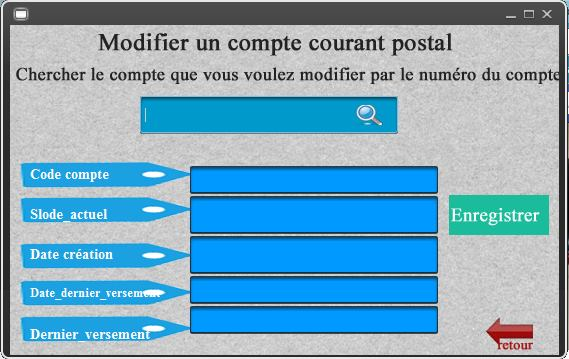 Modifier un compte courant postal
Chercher le compte que vous voulez modifier par le numéro du compte
Code compte
Slode_actuel
Enregistrer
Date création
Date_dernier_versement
Dernier_versement
retour